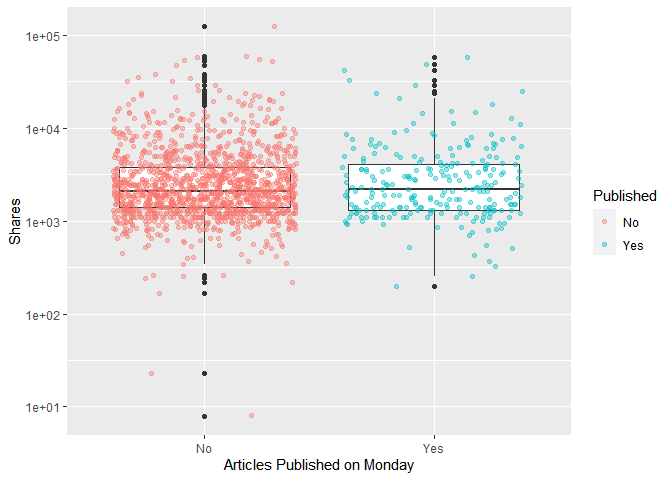 1e+05
1e+04
1e+03
1e+02
1e+01
Shares
No
Yes
Articles Published on Monday
Published
No
Yes